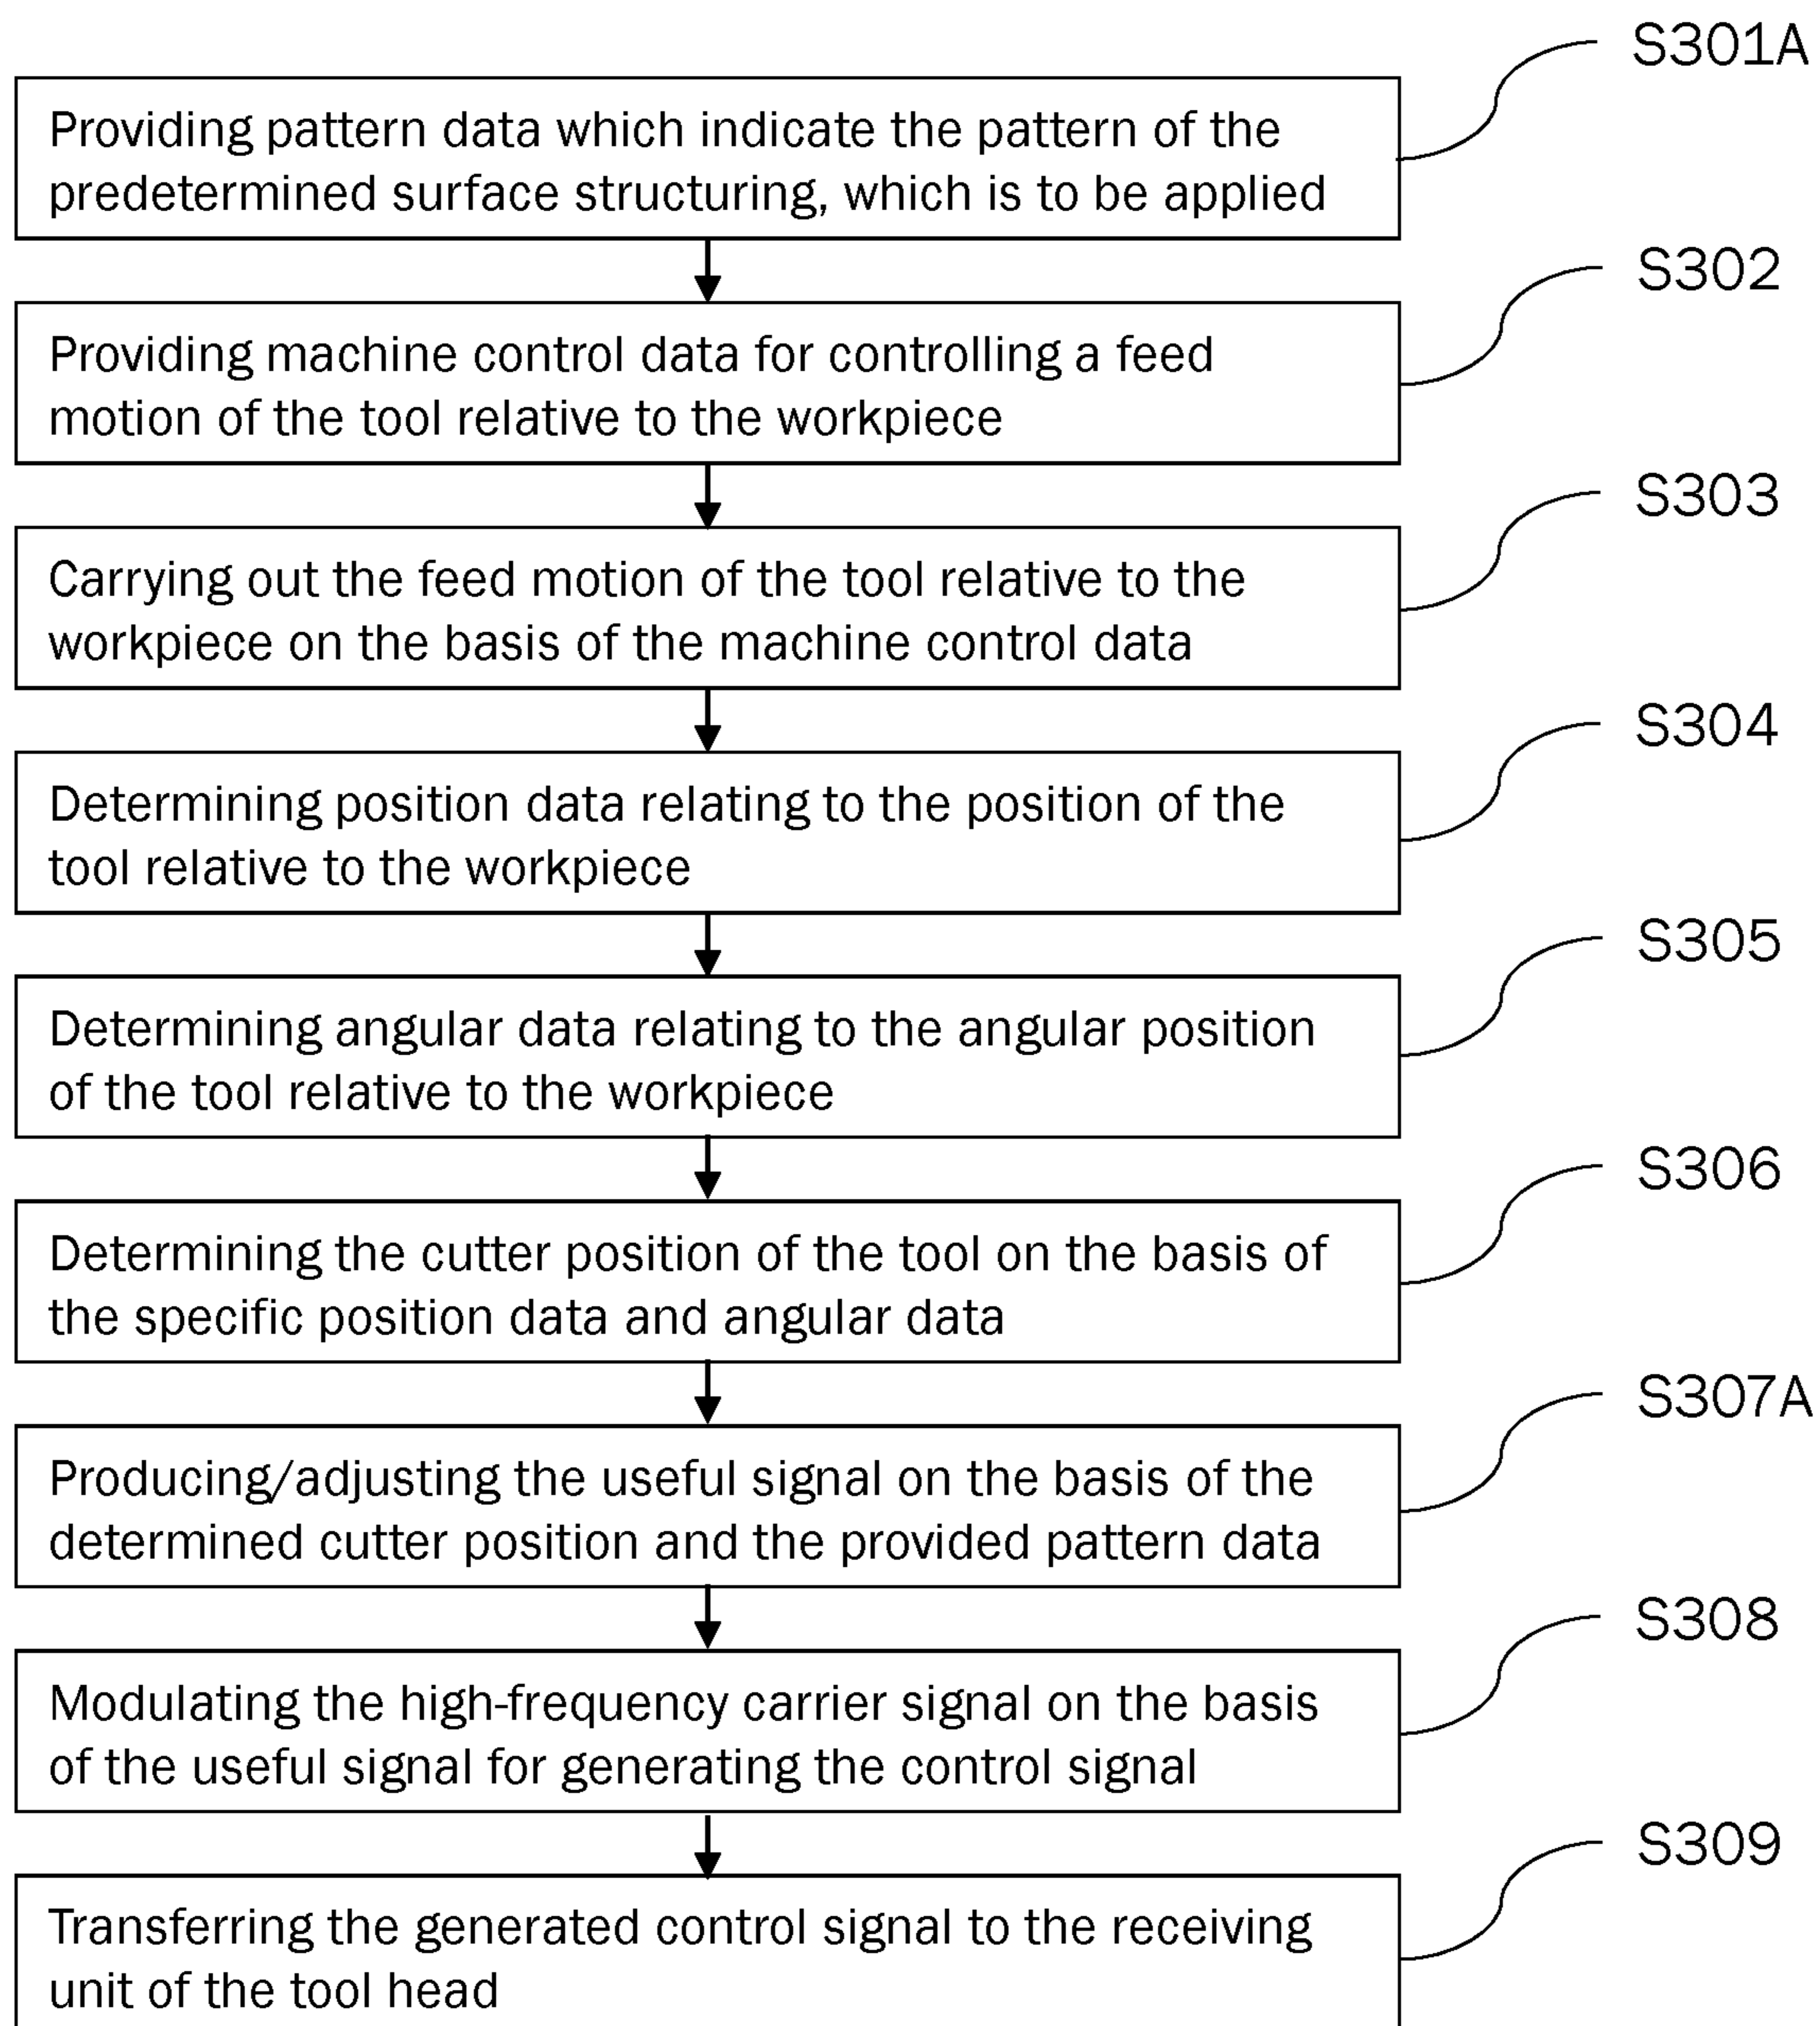 S301A
Providing pattern data which indicate the pattern of the
predetermined surface structuring, which is to be applied
S302
Providing machine control data for controlling a feed
motion of the tool relative to the workpiece
S303
Carrying out the feed motion of the tool relative to the
workpiece on the basis of the machine control data
S304
Determining position data relating to the position of the
tool relative to the workpiece
S305
Determining angular data relating to the angular position
of the tool relative to the workpiece
S306
Determining the cutter position of the tool on the basis of
the specific position data and angular data
S307A
Producing/adjusting the useful signal on the basis of the
determined cutter position and the provided pattern data
S308
Modulating the high-frequency carrier signal on the basis
of the useful signal for generating the control signal
S309
Transferring the generated control signal to the receiving
unit of the tool head